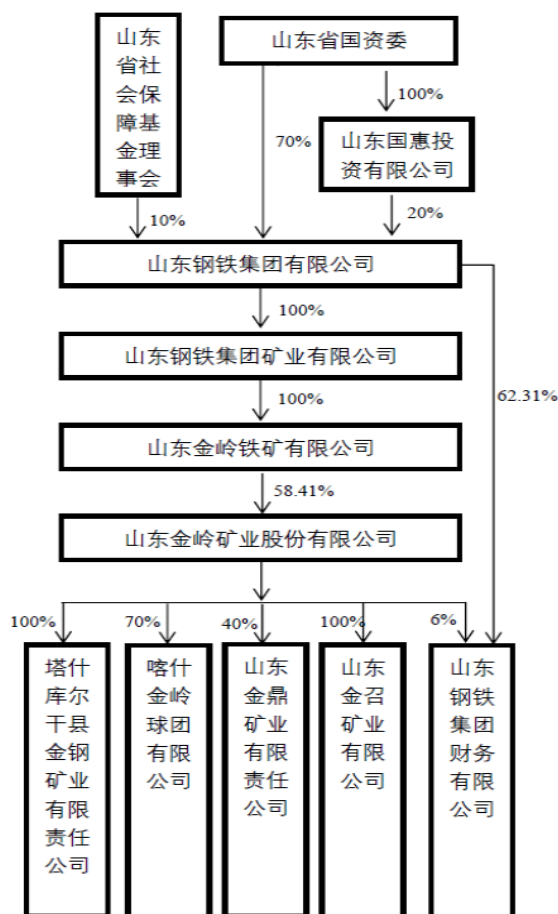 山东
省社
会保
障基
金理
事会
山东省国资委
100%
70%
山东国惠投
资有限公司
10%
20%
山东钢铁集团有限公司
100%
山东钢铁集团矿业有限公司
100%
62.31%
山东金岭铁矿有限公司
58.41%
山东金岭矿业股份有限公司
100%
70%
40%
100%
6%
塔什
库尔
干县
金钢
矿业
有限
责任
公司
喀什
金岭
球团
有限
公司
山东
金鼎
矿业
有限
责任
公司
山东
金召
矿业
有限
公司
山东
钢铁
集团
财务
有限
公司